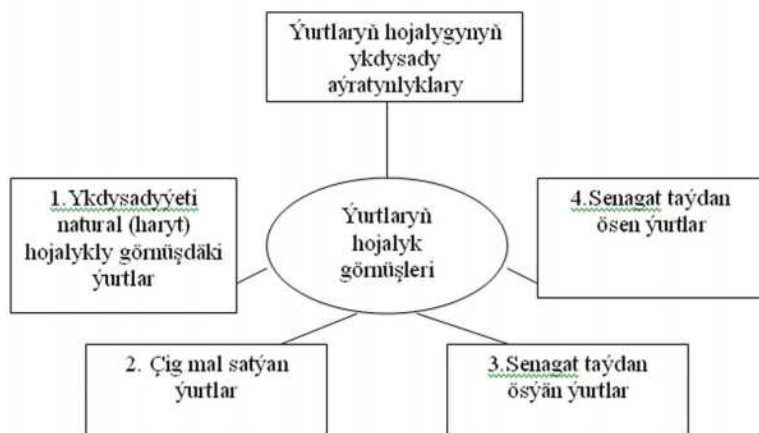 Ýurtlaryň hojalygynyň
ykdysady
aýratynlyklary
1.Ykdysadyýeti
natural (haryt)
hojalykly görnüşdäki
ýurtlar
Ýurtlaryň
hojalyk
görnüşleri
4.Senagat taýdan
ösen ýurtlar
2. Çig mal satýan
ýurtlar
3.Senagat taýdan
ösýän ýurtlar